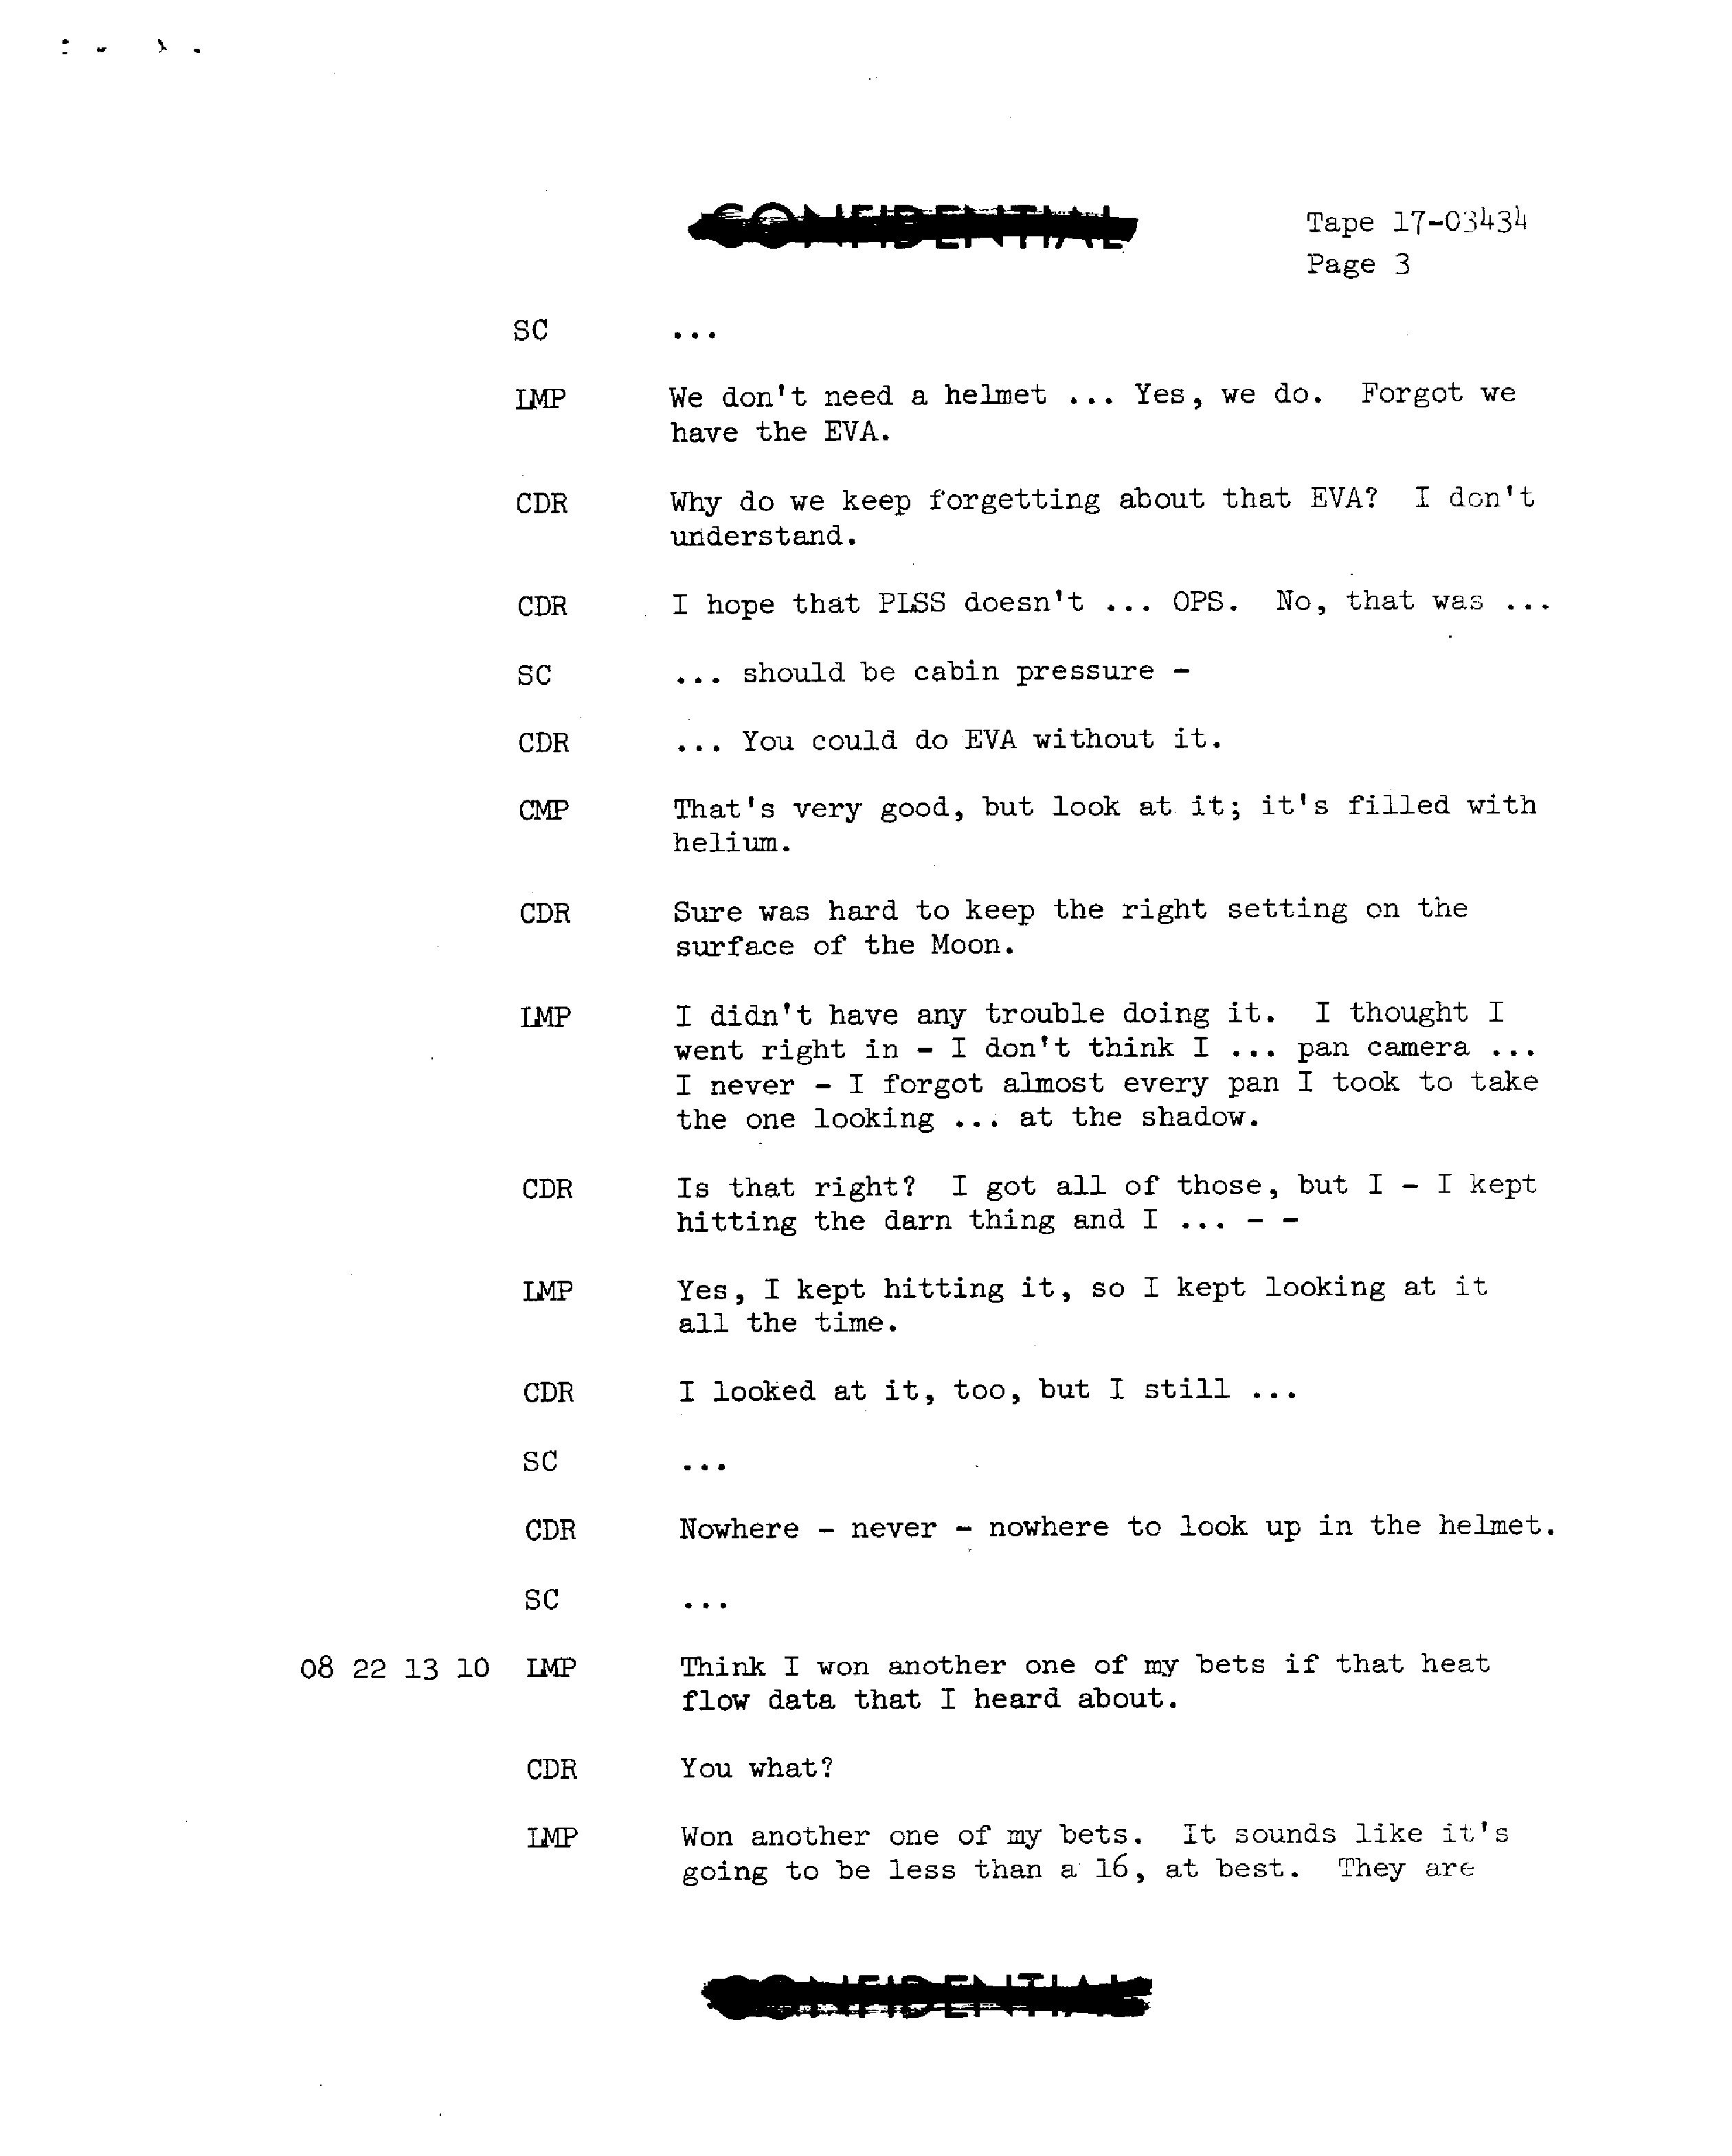 CONFIDENTIAL
Tape 17-03434
Page 3
SC ...
LMP We don't need a helmet ... Yes, we do. Forgot we
have the EVA.
CDR Why do we keep forgetting about that EVA? I don't
understand.
CDR I hope that PLSS doesn't ... OPS. No, that was ...
SC ... should be cabin pressure -
CDR ... You could do EVA without it.
CMP That's very good, but look at it; it's filled with
helium.
CDR Sure was hard to keep the right setting on the
surface of the Moon.
LMP I didn't have any trouble doing it. I thought I
went right in - I don't think I ... pan camera ...
I never - I forgot almost every pan I took to take
the one looking ... at the shadow.
CDR Is that right? I got all of those, but I - I kept
hitting the darn thing and I ... - -
LMP Yes, I kept hitting it, so I kept looking at it
all the time.
CDR I looked at it, too, but I still ...
SC ...
CDR Nowhere - never - nowhere to look up in the helmet.
SC ...
08 22 13 10 LMP Think I won another one of my bets if that heat
flow data that I heard about.
CDR You what?
LMP Won another one of my bets. It sounds like it's
going to be less than a 16, at best. They are
CONFIDENTIAL